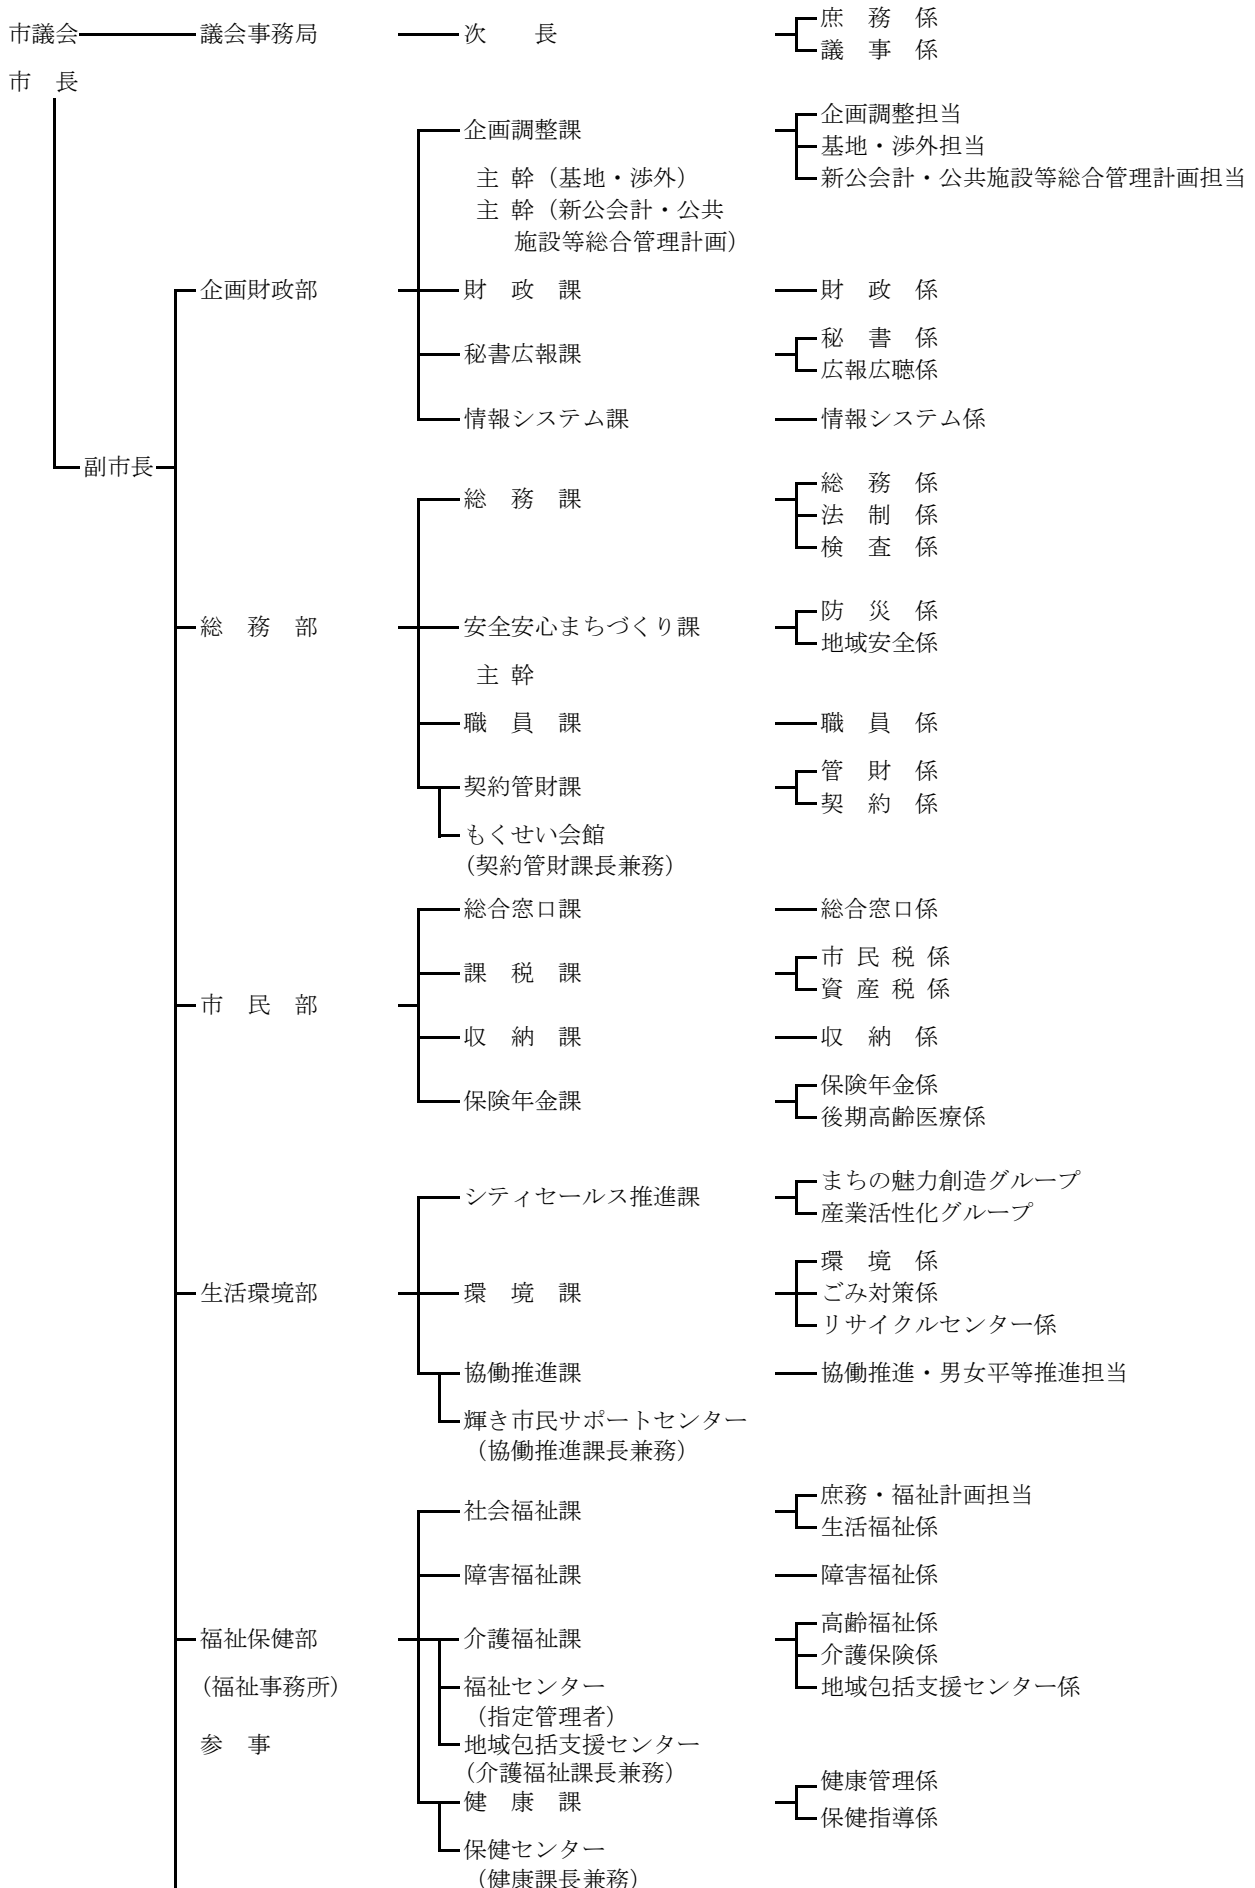 市議会 議会事務局 次　　長 庶　務　係
議　事　係
市　長
企画調整課 企画調整担当
基地・渉外担当
主 幹（基地・渉外） 新公会計・公共施設等総合管理計画担当
主 幹（新公会計・公共
施設等総合管理計画）
企画財政部 財　政　課 財　政　係
秘書広報課 秘　書　係
広報広聴係
情報システム課 情報システム係
副市長
総　務　課 総　務　係
法　制　係
検　査　係
総　務　部 安全安心まちづくり課 防　災　係
地域安全係
主 幹
職　員　課 職　員　係
契約管財課 管　財　係
契　約　係
もくせい会館
（契約管財課長兼務）
総合窓口課 総合窓口係
課　税　課 市 民 税 係
資 産 税 係
市　民　部
収　納　課 収　納　係
保険年金課 保険年金係
後期高齢医療係
シティセールス推進課 まちの魅力創造グループ
産業活性化グループ
生活環境部 環　境　課 環　境　係
ごみ対策係
リサイクルセンター係
協働推進課 協働推進・男女平等推進担当
輝き市民サポートセンター
（協働推進課長兼務）
社会福祉課 庶務・福祉計画担当
生活福祉係
障害福祉課 障害福祉係
福祉保健部 介護福祉課 高齢福祉係
介護保険係
（福祉事務所） 福祉センター 地域包括支援センター係
（指定管理者）
参　事 地域包括支援センター
（介護福祉課長兼務）
健　康　課 健康管理係
保健指導係
保健センター
（健康課長兼務）